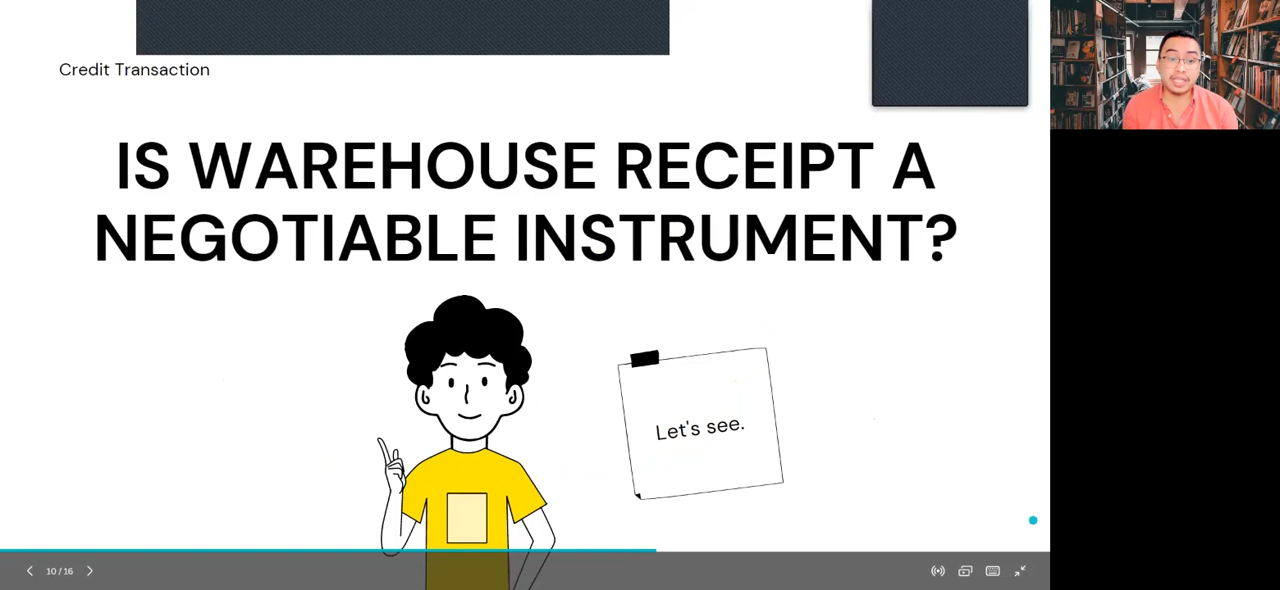 Credit Transaction
IS WAREHOUSE RECEIPT A
NEGOTIABLE INSTRUMENT?
Let's see.
10 / 16